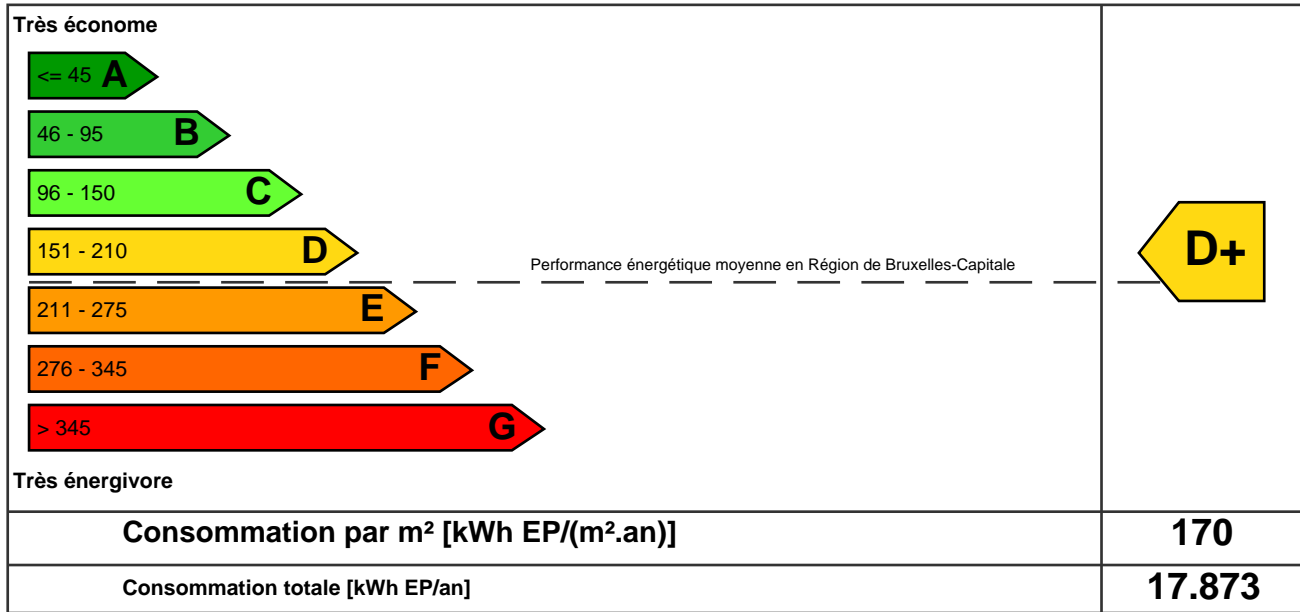 Très économe
<= 45 A
46 - 95 B
96 - 150 C
151 - 210 D
Performance énergétique moyenne en Région de Bruxelles-Capitale
D+
211 - 275 E
276 - 345 F
> 345 G
Très énergivore
Consommation par m² [kWh EP/(m².an)] 170
Consommation totale [kWh EP/an] 17.873